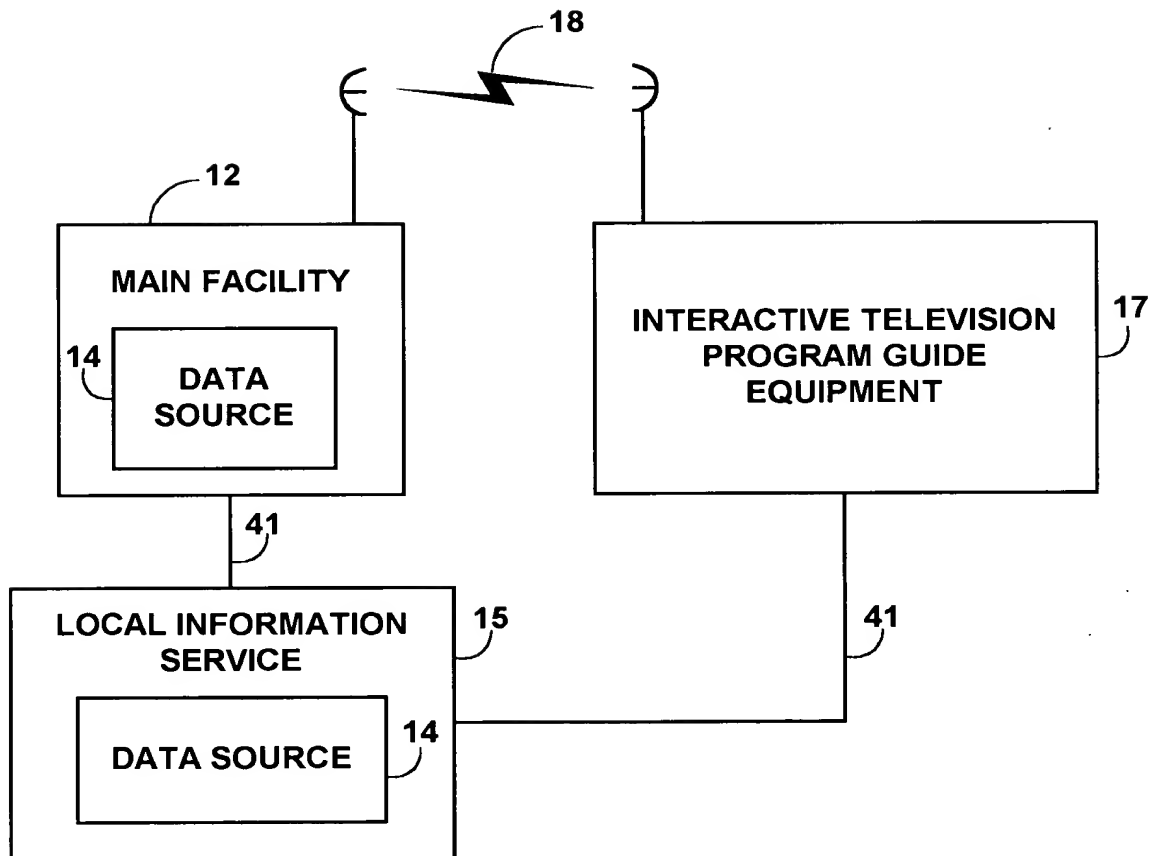 18
12
MAIN FACILITY
14
DATA
SOURCE
INTERACTIVE TELEVISION
PROGRAM GUIDE
EQUIPMENT
17
41
LOCAL INFORMATION
SERVICE
15
41
DATA SOURCE
14